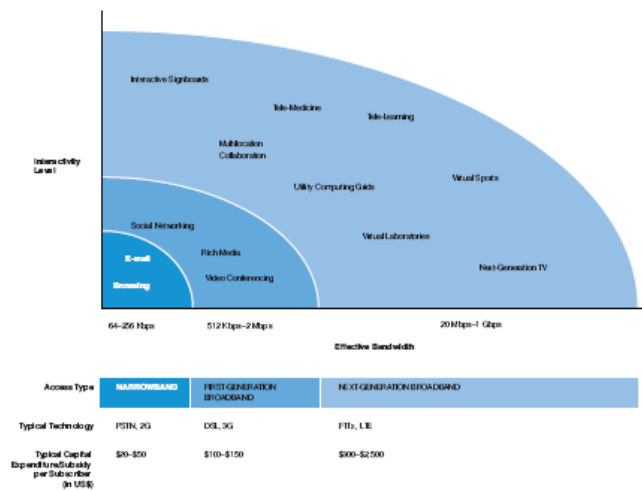 Interactive Signboards
Tele-Medicine
Tele-Learning
Multilocation
Collaboration
Interactivity
Level
Virtual Sports
Utility Computing Guids
Social Networking
Virtual Laboratories
Rich Media
E-mail
Next-Generation TV
Video Conferencing
Browsing
64–256 Kbps
512 Kbps–2 Mbps
20 Mbps–1 Gbps
Effective Bandwidth
Access Type
NARROWBAND
FIRST-GENERATION
BROADBAND
NEXT-GENERATION BROADBAND
Typical Technology
PSTN, 2G
DSL, 3G
FTTx, LTE
Typical Capital
Expenditure/Subsidy
per Subscriber
(in US$)
$20–$50
$100–$150
$300–$2,500